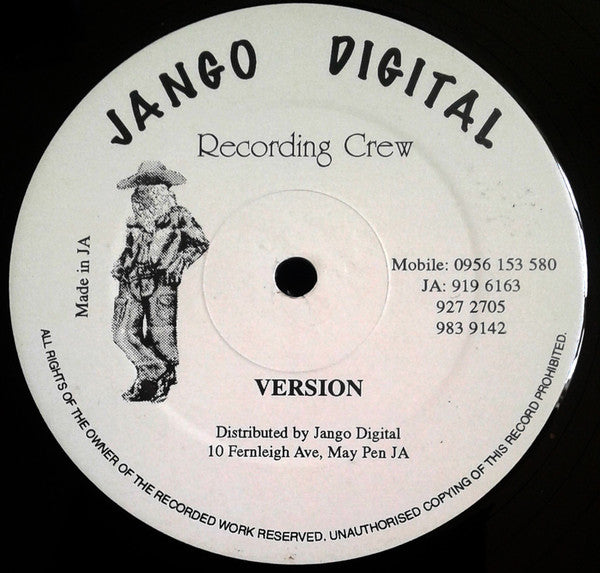 JANGO DIGITAL
Recording Crew
Made in JA
Mobile: 0956 153 580
JA: 919 6163
927 2705
983 9142
VERSION
Distributed by Jango Digital
10 Fernleigh Ave, May Pen JA
ALL RIGHTS OF THE OWNER OF THE RECORDED WORK RESERVED. UNAUTHORISED COPYING OF THIS RECORD PROHIBITED.